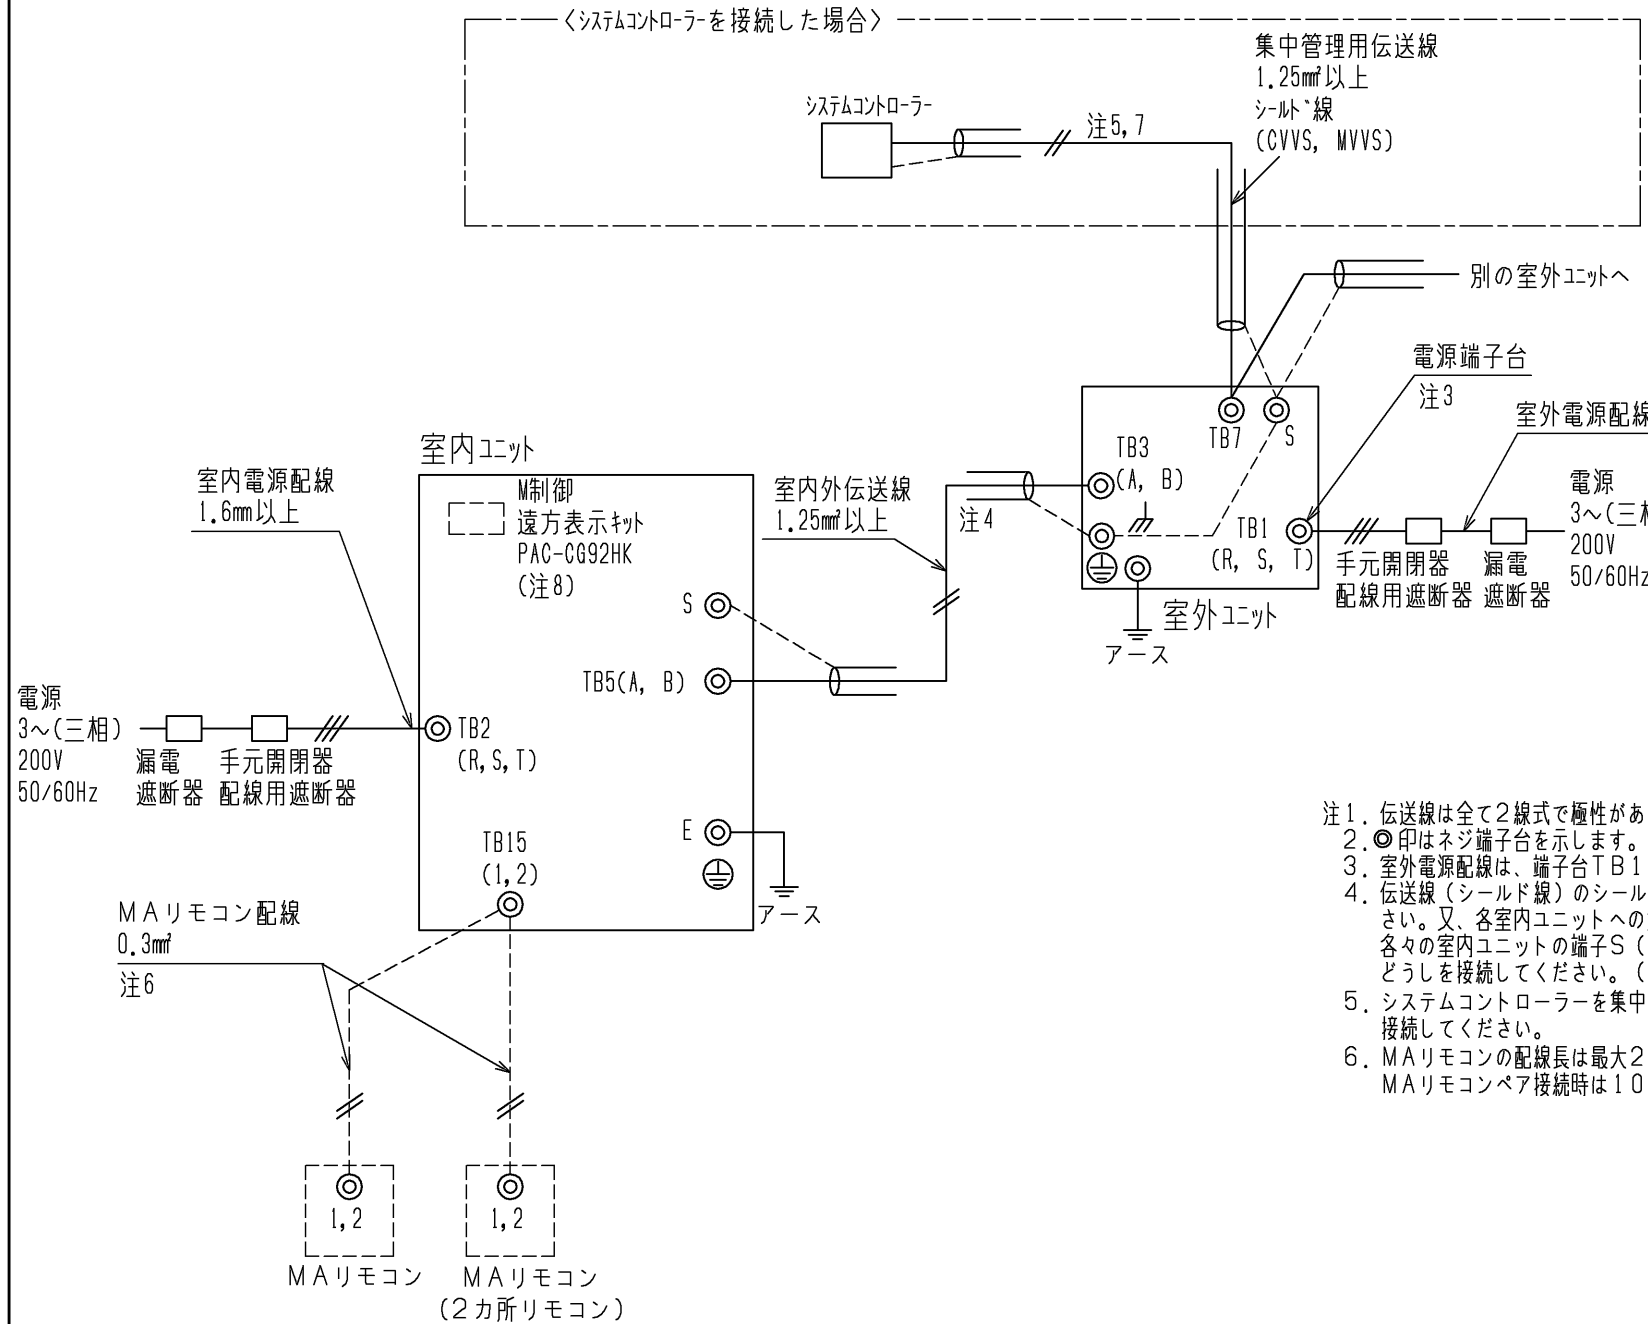 〈システムコントローラーを接続した場合〉
集中管理用伝送線
1.25mm²以上
シールド線
(CVVS, MVVS)
システムコントローラー
注5,7
別の室外ユニットへ
電源端子台
注3
室外電源配線
TB7
S
TB3
(A, B)
TB1
(R, S, T)
手元開閉器
配線用遮断器
漏電
遮断器
電源
3～(三相
200V
50/60Hz
室外ユニット
アース
室内ユニット
M制御
遠方表示キット
PAC-CG92HK
(注8)
室内電源配線
1.6mm以上
室内外伝送線
1.25mm²以上
注4
S
TB5(A, B)
電源
3～(三相)
200V
50/60Hz
漏電
遮断器
手元開閉器
配線用遮断器
TB2
(R,S,T)
E
アース
TB15
(1,2)
MAリモコン配線
0.3mm²
注6
1,2
MAリモコン
1,2
MAリモコン
(2カ所リモコン)
注1. 伝送線は全て2線式で極性があ
2. ◎印はネジ端子台を示します。
3. 室外電源配線は、端子台TB1
4. 伝送線(シールド線)のシール
さい。又、各室内ユニットへの
各々の室内ユニットの端子S(
どうしを接続してください。(
5. システムコントローラーを集中
接続してください。
6. MAリモコンの配線長は最大2
MAリモコンペア接続時は10